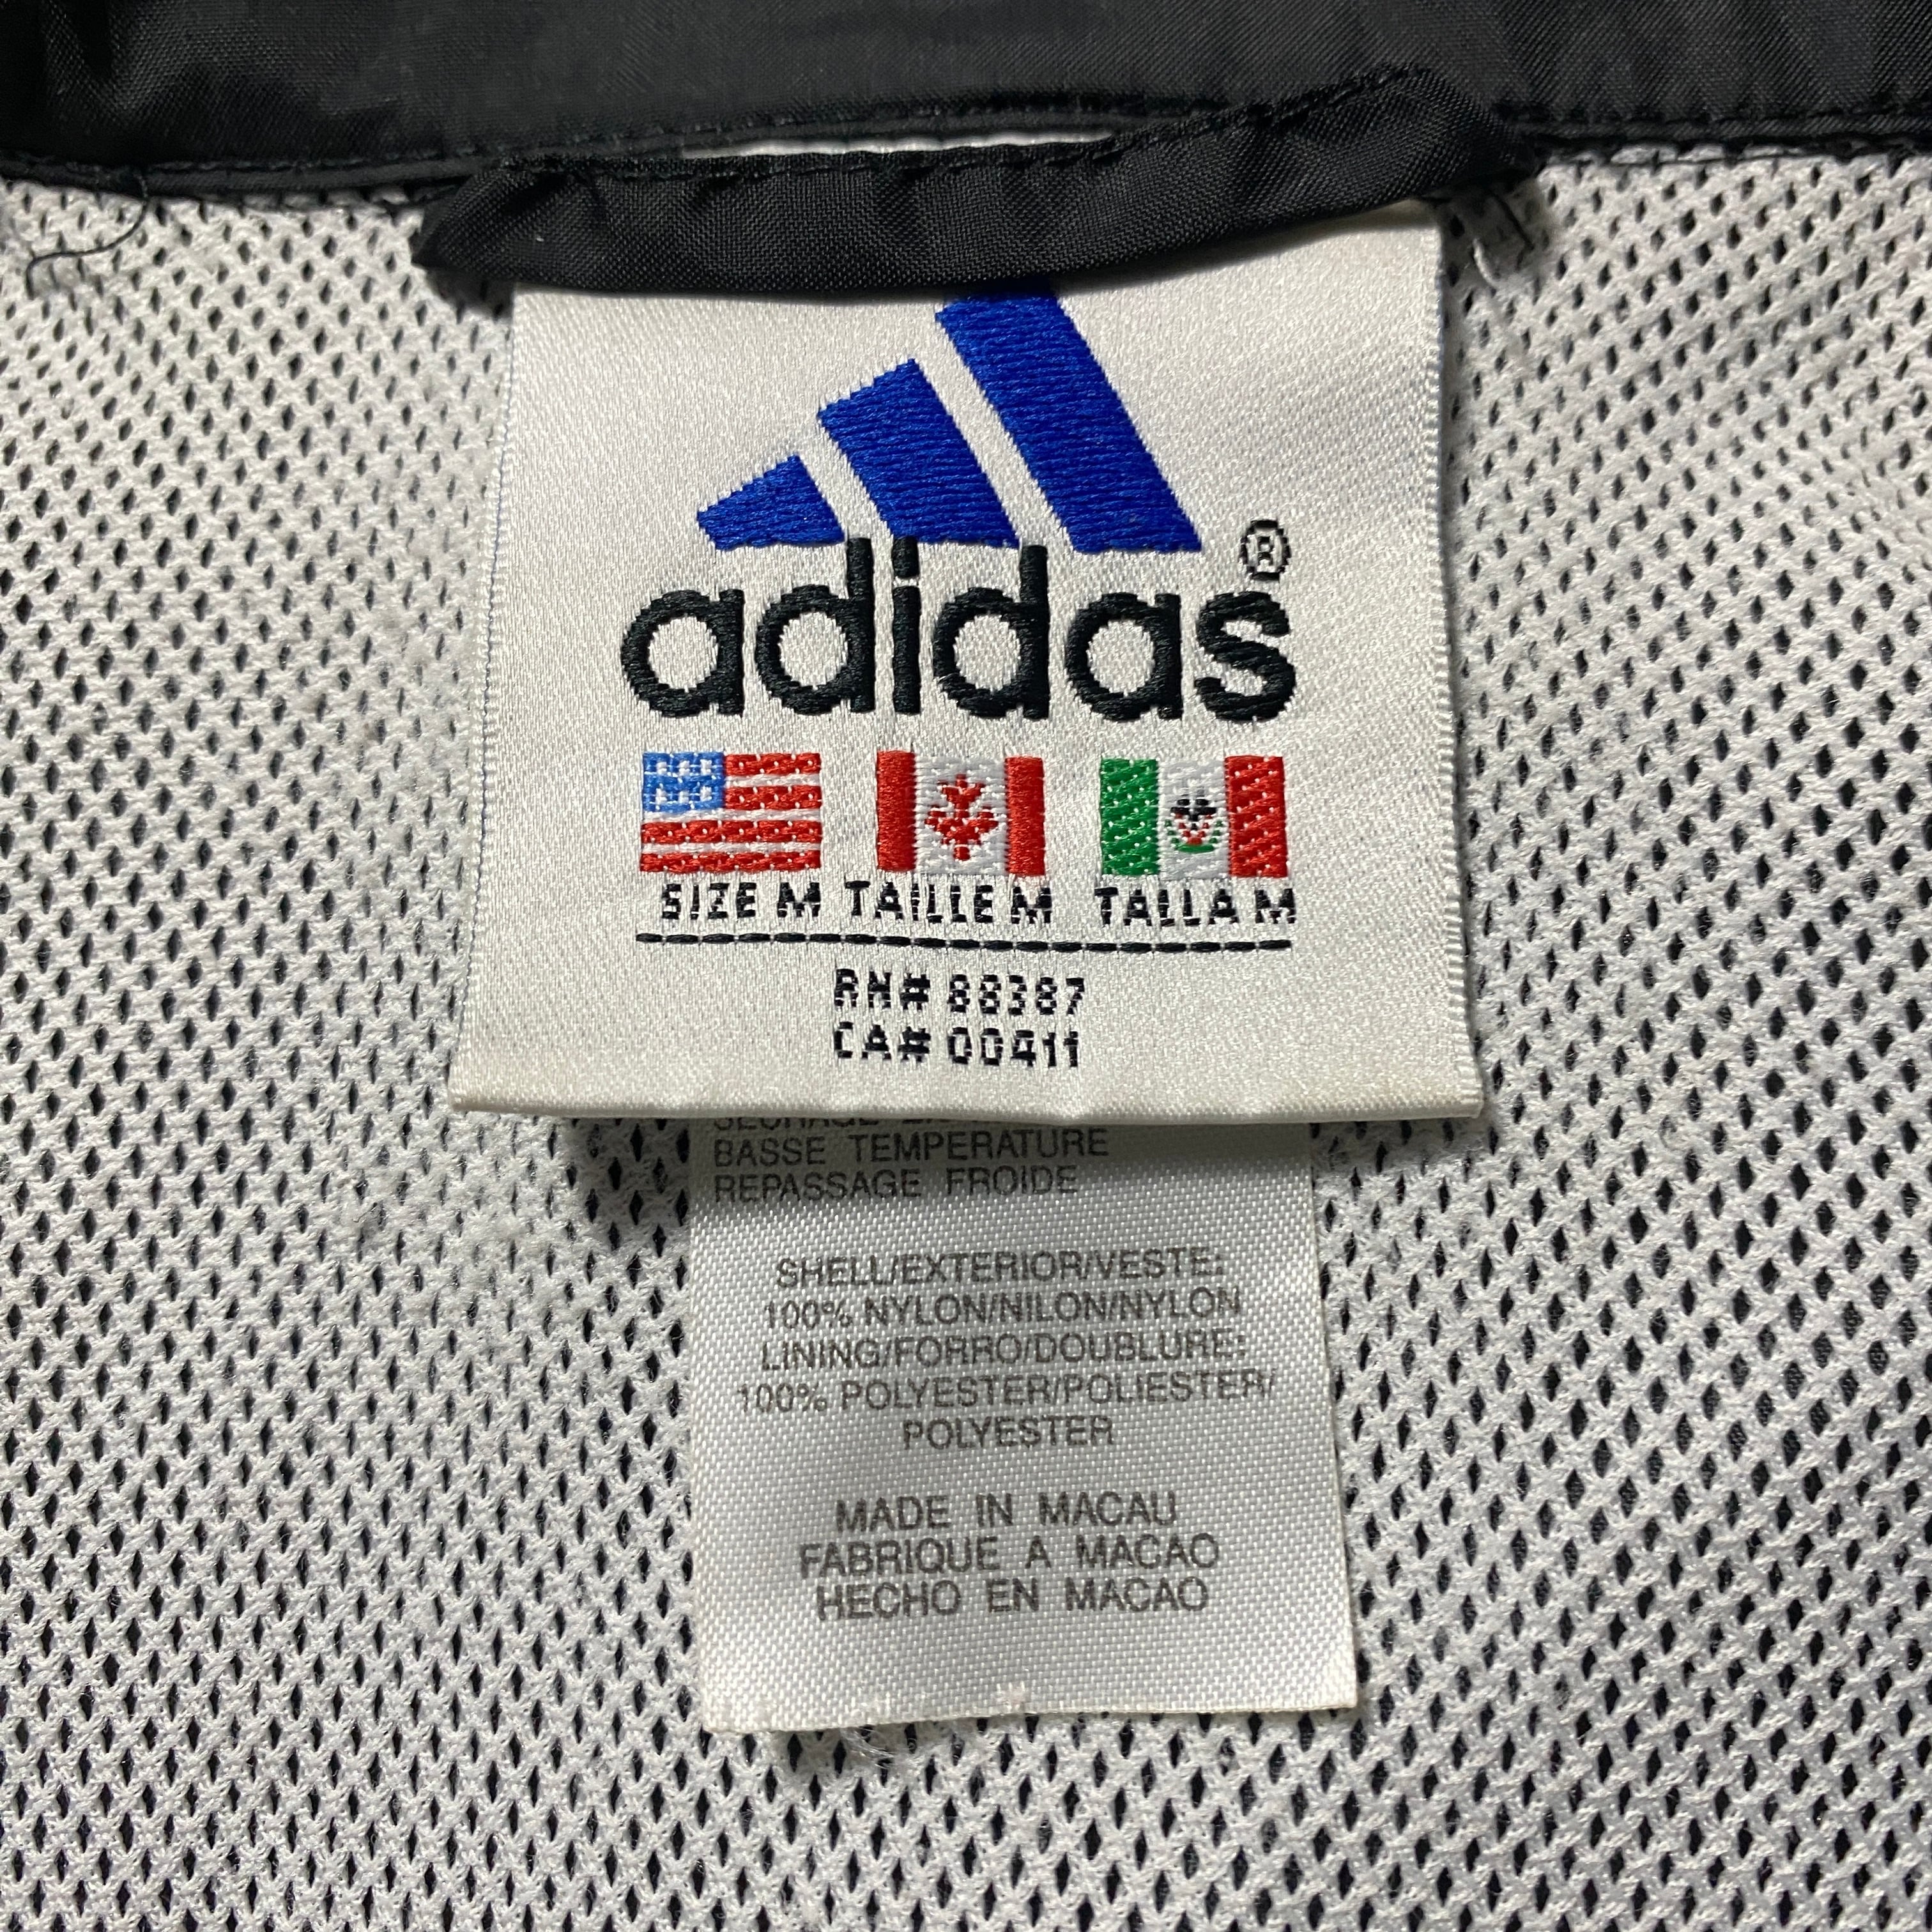 adidas®
SIZE M TAILLE M TALLA M
RN# 88387
CA# 00411
BASSE TEMPERATURE
REPASSAGE FROIDE
SHELL/EXTERIOR/VESTE:
100% NYLON/NILON/NYLON
LINING/FORRO/DOUBLURE:
100% POLYESTER/POLIESTER/
POLYESTER
MADE IN MACAU
FABRIQUE A MACAO
HECHO EN MACAO